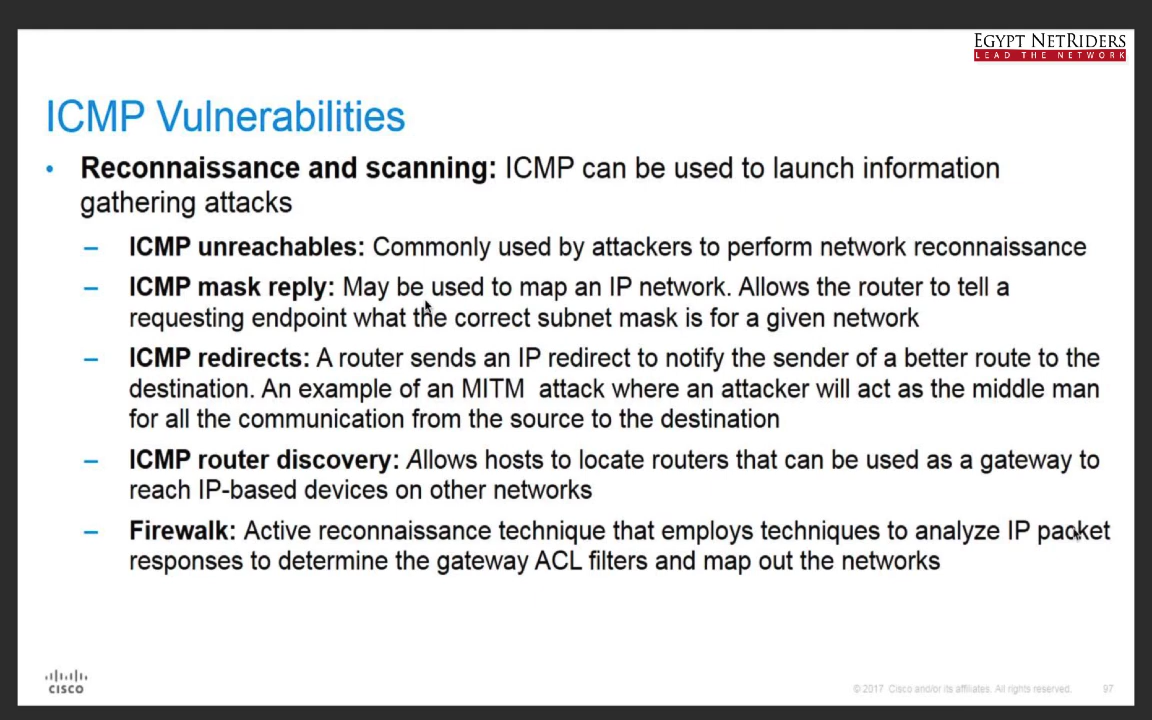 EGYPT NETRIDERS
LEAD THE NETWORK
ICMP Vulnerabilities
• Reconnaissance and scanning: ICMP can be used to launch information
gathering attacks
– ICMP unreachables: Commonly used by attackers to perform network reconnaissance
– ICMP mask reply: May be used to map an IP network. Allows the router to tell a
requesting endpoint what the correct subnet mask is for a given network
– ICMP redirects: A router sends an IP redirect to notify the sender of a better route to the
destination. An example of an MITM attack where an attacker will act as the middle man
for all the communication from the source to the destination
– ICMP router discovery: Allows hosts to locate routers that can be used as a gateway to
reach IP-based devices on other networks
– Firewalk: Active reconnaissance technique that employs techniques to analyze IP packet
responses to determine the gateway ACL filters and map out the networks
CISCO
© 2017 Cisco and/or its affiliates. All rights reserved. 97